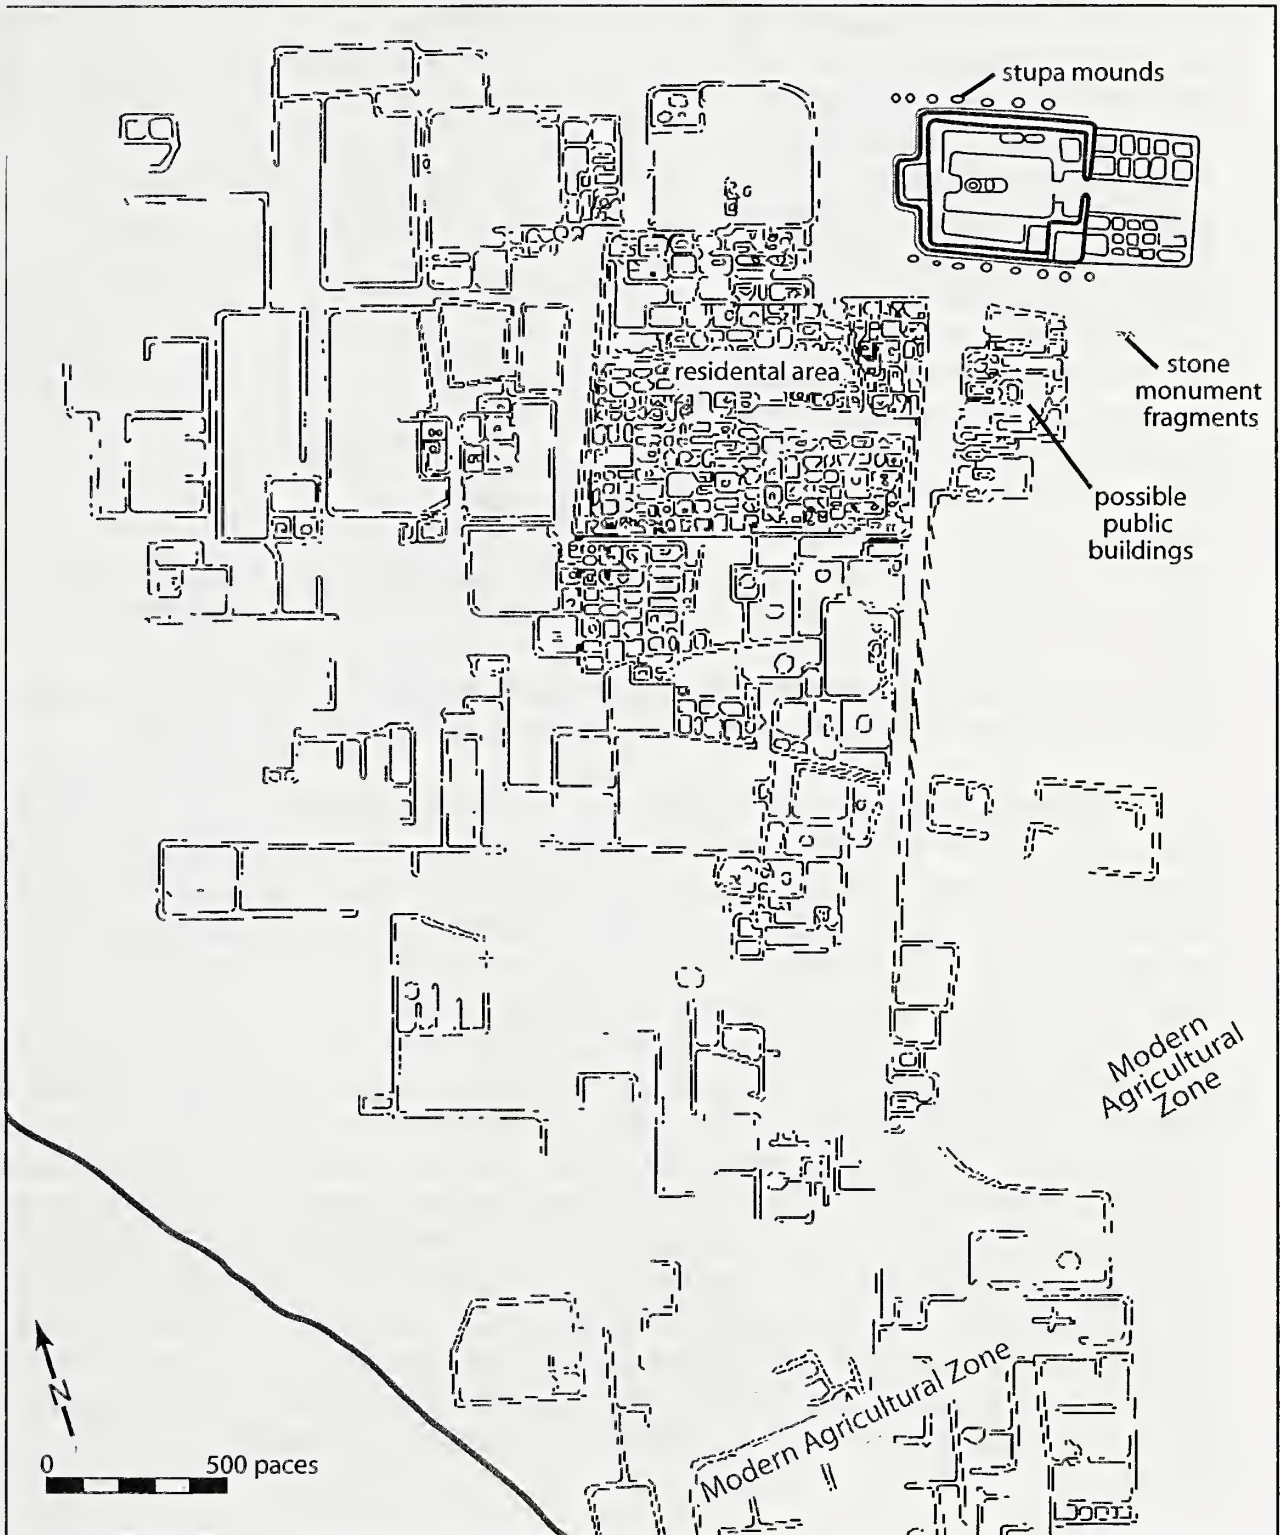 stupa mounds
residental area
stone
monument
fragments
possible
public
buildings
Modern
Agricultural
Zone
Modern Agricultural Zone
N
0 500 paces